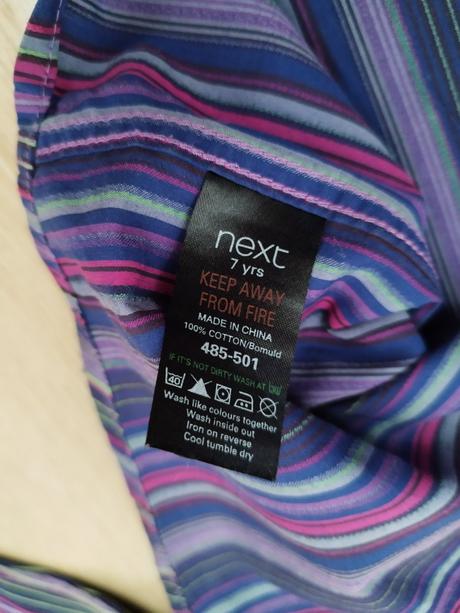 next
7 yrs
KEEP AWAY
FROM FIRE
MADE IN CHINA
100% COTTON/Bomuld
485-501
IF IT'S NOT DIRTY WASH AT
40
Wash like colours together
Wash inside out
Iron on reverse
Cool tumble dry